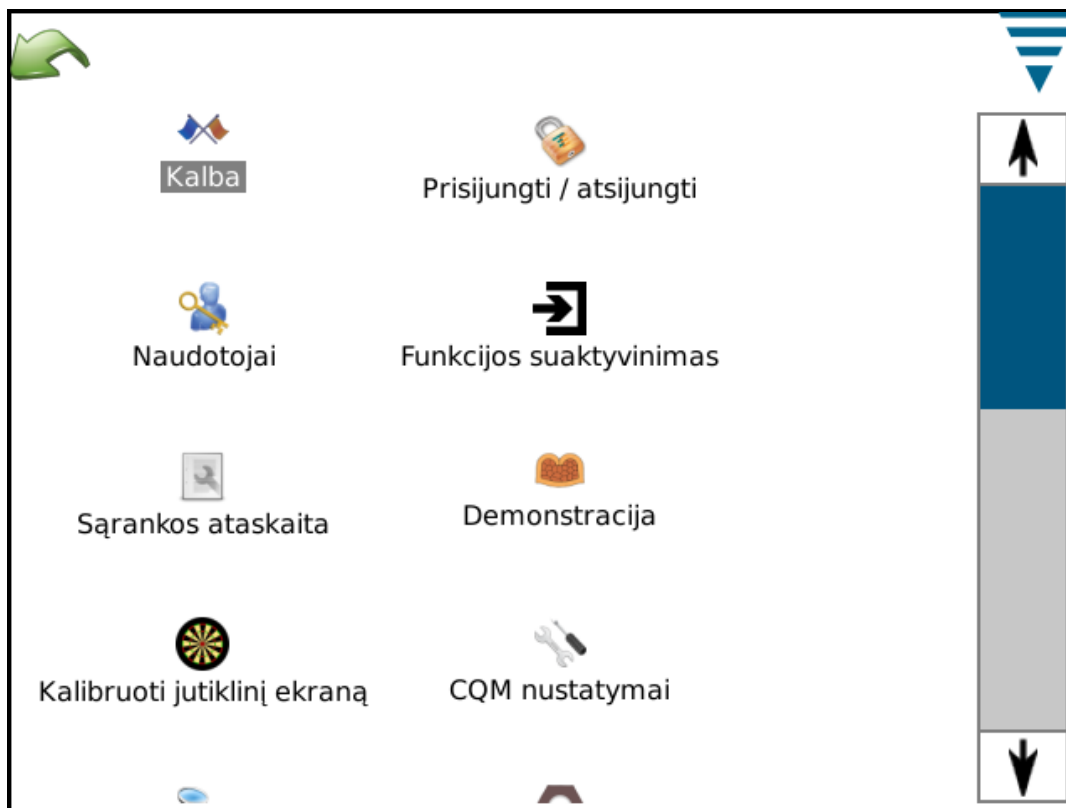 Kalba
Prisijungti / atsijungti
Naudotojai
Funkcijos suaktyvinimas
Sąrankos ataskaita
Demonstracija
Kalibruoti jutiklinį ekraną
CQM nustatymai